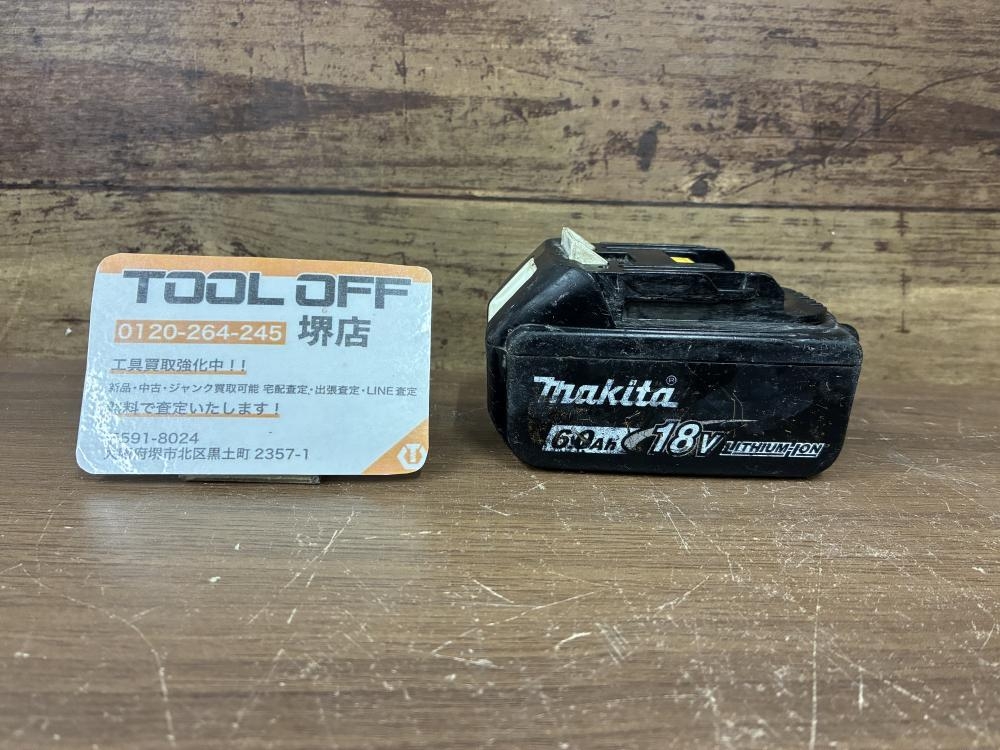 TOOL OFF
0120-264-245 堺店
工具買取強化中!!
新品・中古・ジャンク買取可能 宅配査定・出張査定・LINE査定
料で査定いたします!
591-8024
府堺市北区黒土町 2357-1
makita®
6.0Ah 18V LITHIUM-ION